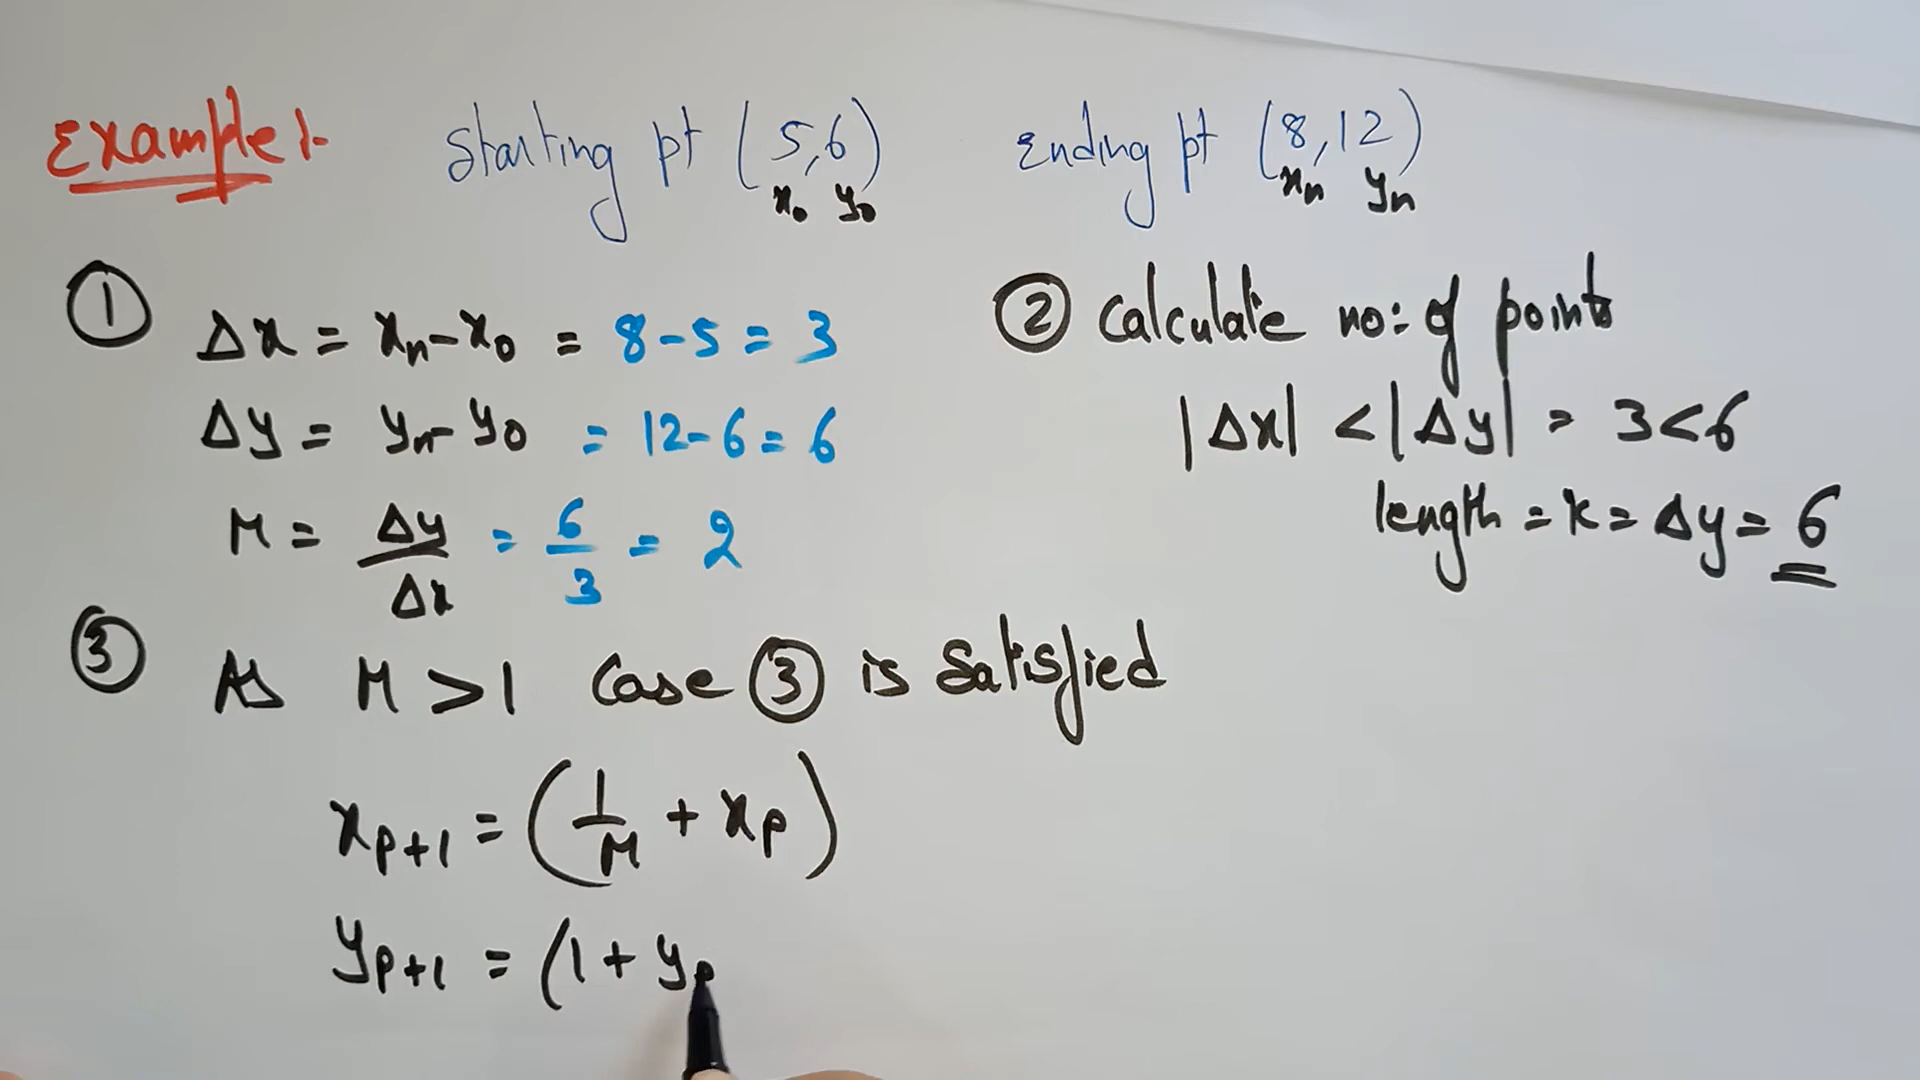 Example :-
Starting pt (5,6)
x₀ y₀
Ending pt (8,12)
xₙ yₙ
① Δx = xₙ-x₀ = 8-5 = 3
Δy = yₙ-y₀ = 12-6 = 6
M = Δy/Δx = 6/3 = 2
② Calculate no: of points
|Δx| < |Δy| = 3<6
length = k = Δy = 6
③ As M >1 Case ③ is satisfied
xₚ₊₁ = (1/M + xₚ)
yₚ₊₁ = (1 + yₚ